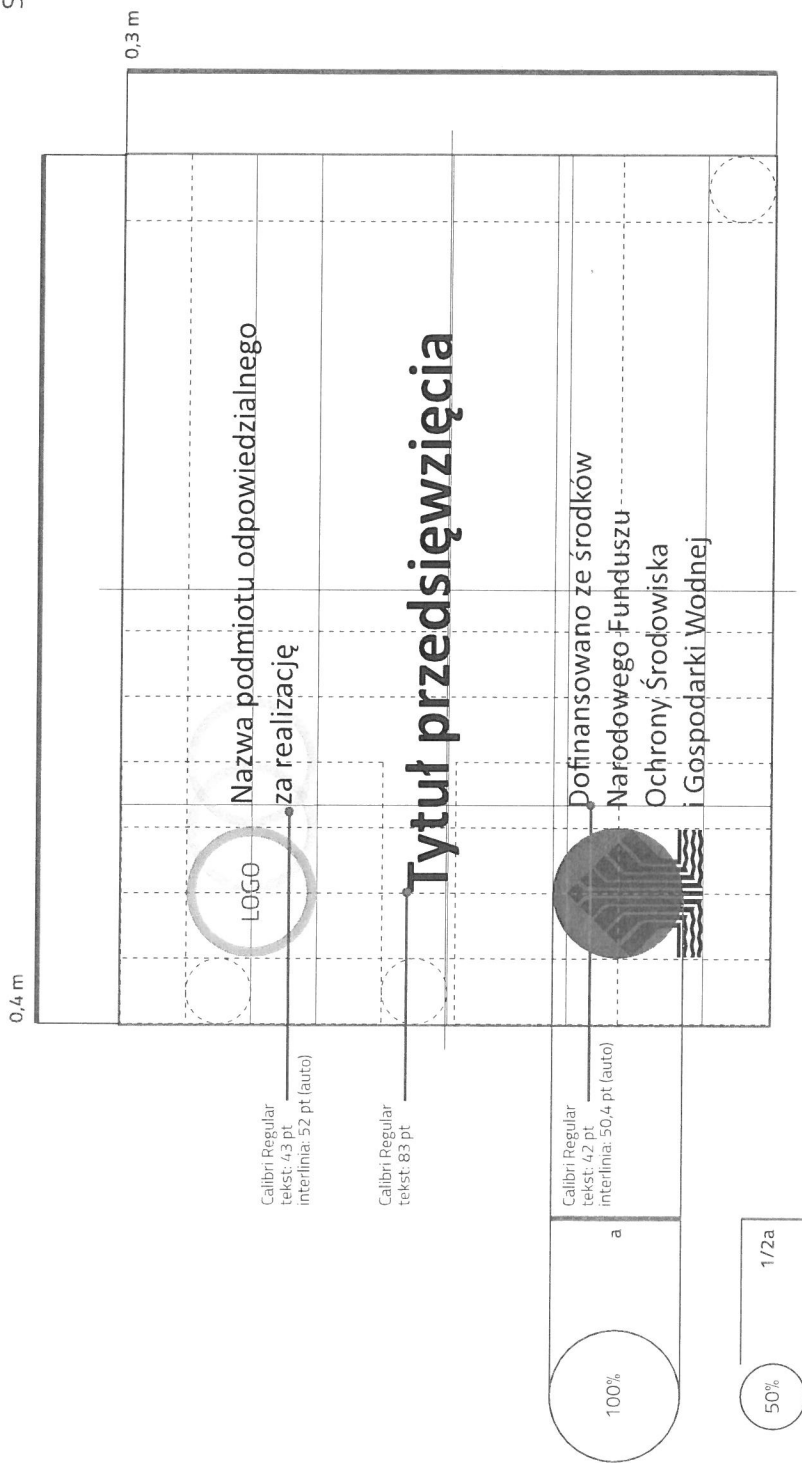 0,4 m
0,3 m
LOGO
Nazwa podmiotu odpowiedzialnego
za realizację
Tytuł przedsięwzięcia
Dofinansowano ze środków
Narodowego Funduszu
Ochrony Środowiska
i Gospodarki Wodnej
Calibri Regular
tekst: 43 pt
interlinia: 52 pt (auto)
Calibri Regular
tekst: 83 pt
Calibri Regular
tekst: 42 pt
interlinia: 50,4 pt (auto)
100%
a
50%
1/2a